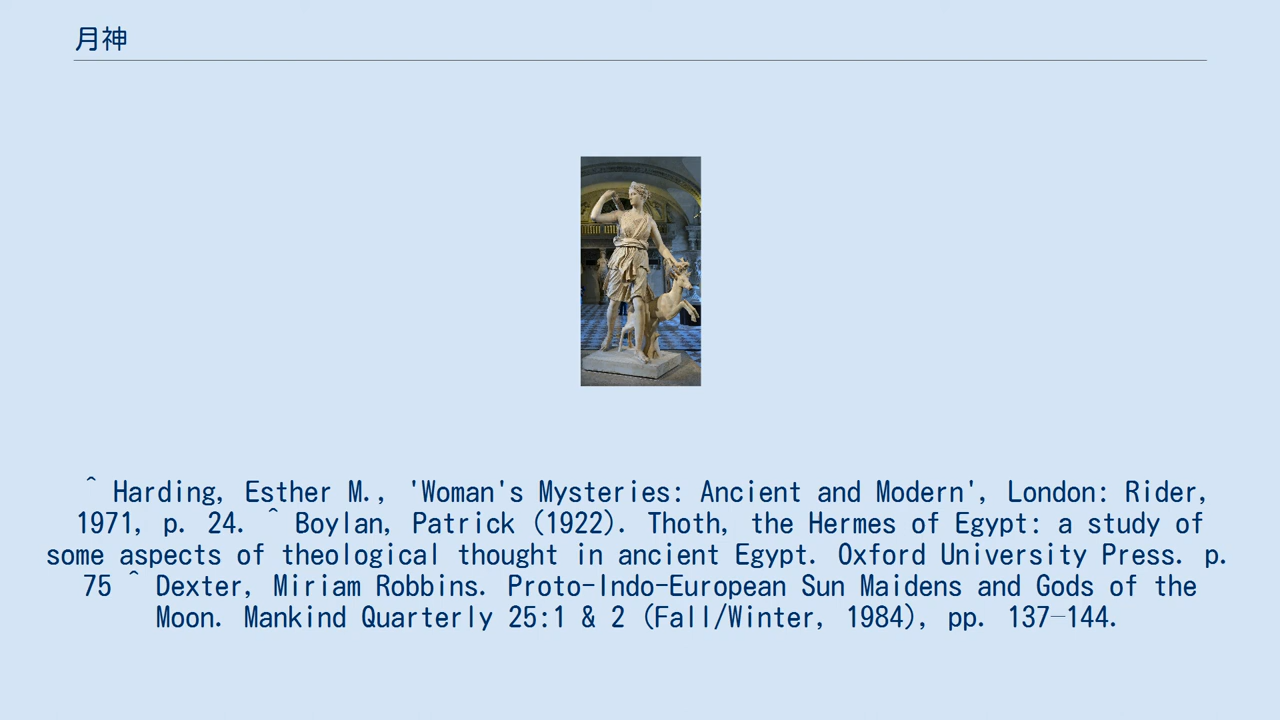 月神
^ Harding, Esther M., 'Woman's Mysteries: Ancient and Modern', London: Rider,
1971, p. 24. ^ Boylan, Patrick (1922). Thoth, the Hermes of Egypt: a study of
some aspects of theological thought in ancient Egypt. Oxford University Press. p.
75 ^ Dexter, Miriam Robbins. Proto-Indo-European Sun Maidens and Gods of the
Moon. Mankind Quarterly 25:1 & 2 (Fall/Winter, 1984), pp. 137–144.